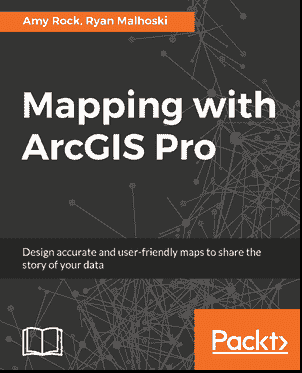 Amy Rock, Ryan Malhoski
Mapping with
ArcGIS Pro
Design accurate and user-friendly maps to share the
story of your data
Packt>